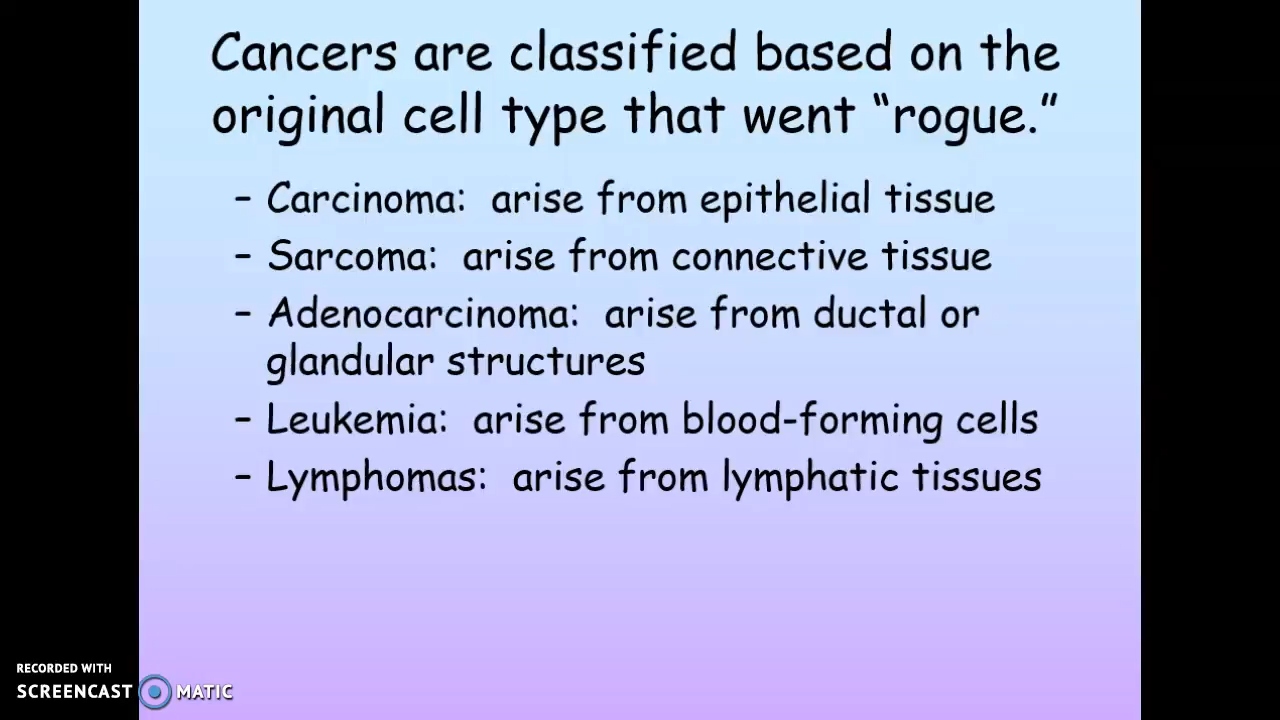 Cancers are classified based on the
original cell type that went “rogue.”
– Carcinoma: arise from epithelial tissue
– Sarcoma: arise from connective tissue
– Adenocarcinoma: arise from ductal or
glandular structures
– Leukemia: arise from blood-forming cells
– Lymphomas: arise from lymphatic tissues
RECORDED WITH
SCREENCAST MATIC